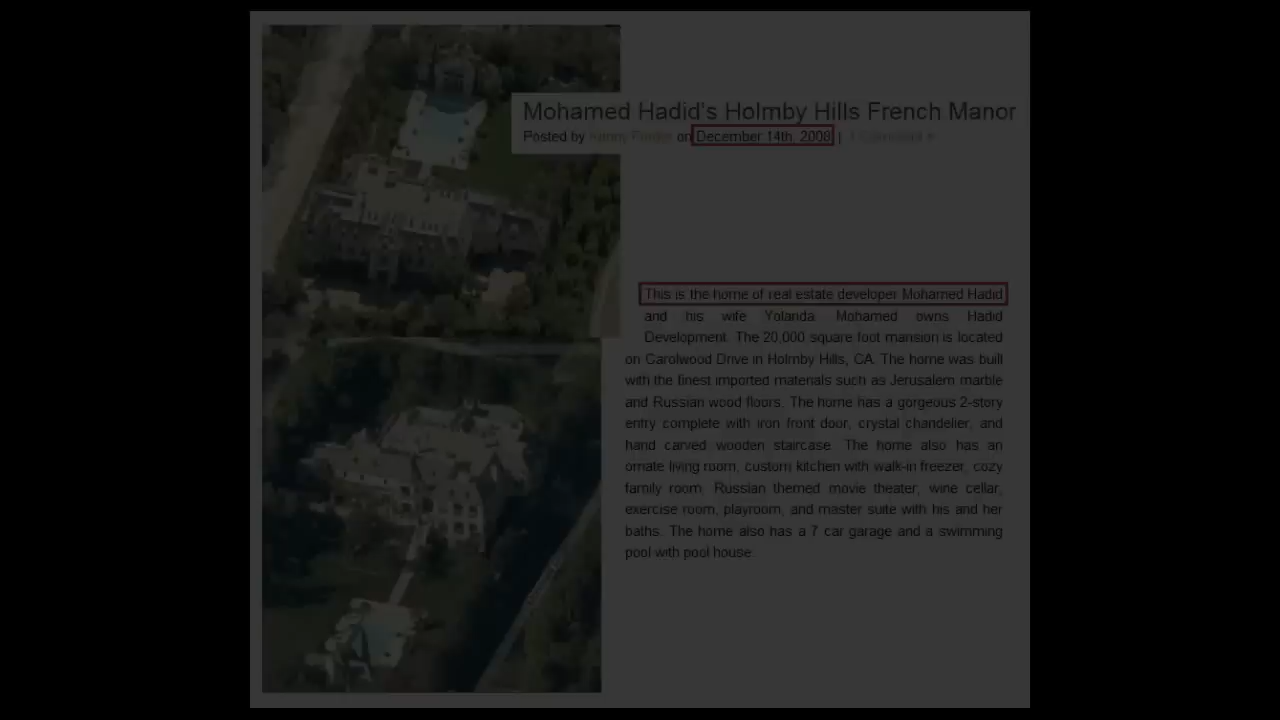 Mohamed Hadid's Holmby Hills French Manor
Posted by Kenny Forder on December 14th, 2008 | 1 Comment »
This is the home of real estate developer Mohamed Hadid
and his wife Yolanda. Mohamed owns Hadid
Development. The 20,000 square foot mansion is located
on Carolwood Drive in Holmby Hills, CA. The home was built
with the finest imported materials such as Jerusalem marble
and Russian wood floors. The home has a gorgeous 2-story
entry complete with iron front door, crystal chandelier, and
hand carved wooden staircase. The home also has an
ornate living room, custom kitchen with walk-in freezer, cozy
family room, Russian themed movie theater, wine cellar,
exercise room, playroom, and master suite with his and her
baths. The home also has a 7 car garage and a swimming
pool with pool house.